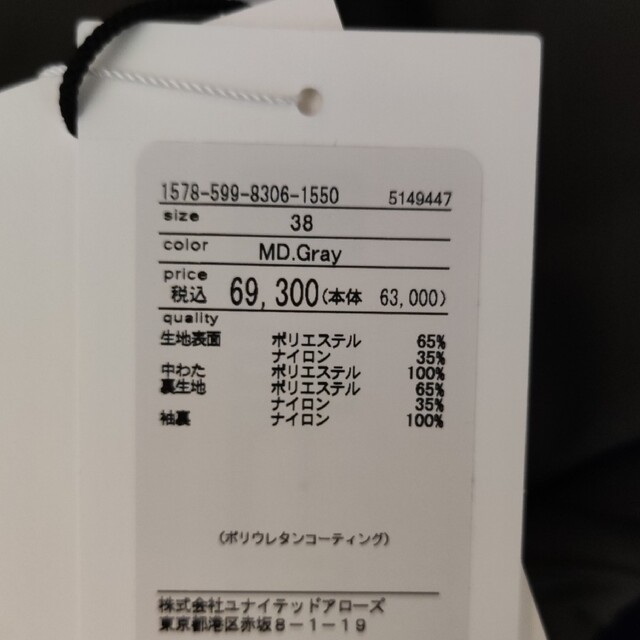 1578-599-8306-1550 5149447
size 38
color MD.Gray
price
税込 69,300(本体 63,000)
quality
生地表面 ポリエステル 65%
ナイロン 35%
中わた ポリエステル 100%
裏生地 ポリエステル 65%
ナイロン 35%
袖裏 ナイロン 100%
(ポリウレタンコーティング)
株式会社ユナイテッドアローズ
東京都港区赤坂8-1-19